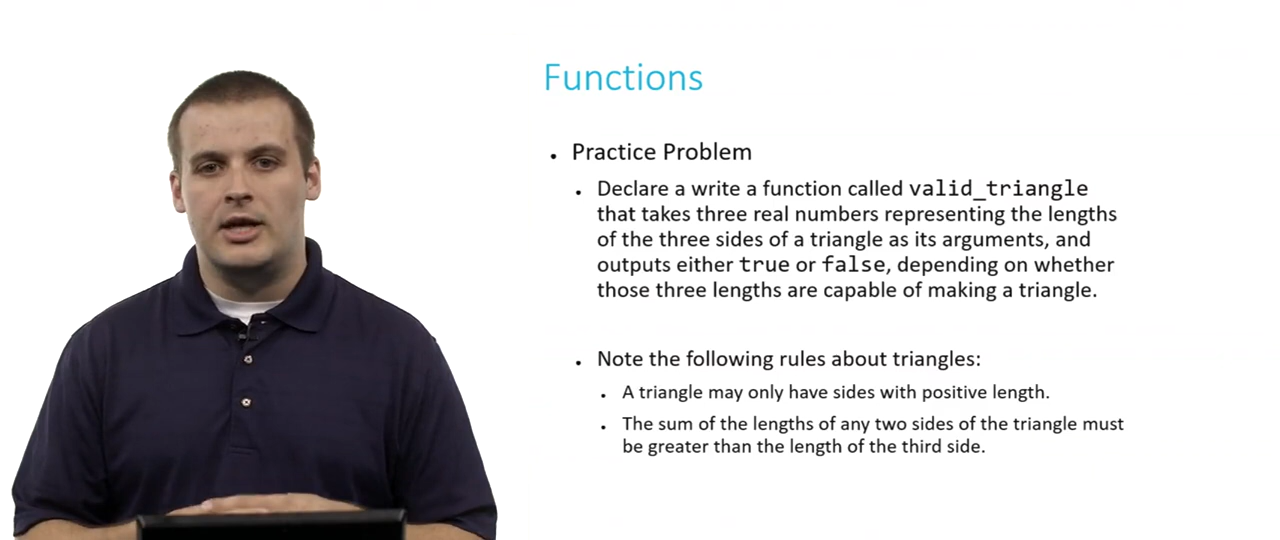 Functions
• Practice Problem
• Declare a write a function called valid_triangle
that takes three real numbers representing the lengths
of the three sides of a triangle as its arguments, and
outputs either true or false, depending on whether
those three lengths are capable of making a triangle.
• Note the following rules about triangles:
• A triangle may only have sides with positive length.
• The sum of the lengths of any two sides of the triangle must
be greater than the length of the third side.